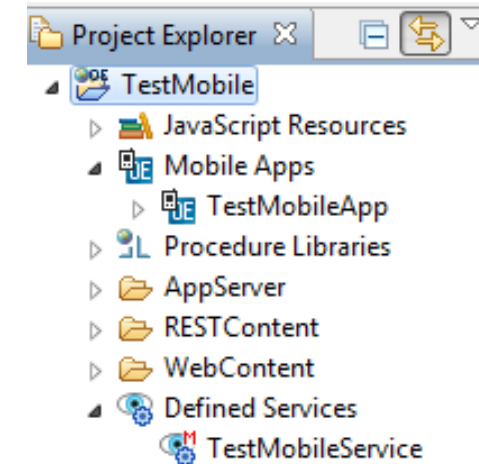 Project Explorer
TestMobile
JavaScript Resources
Mobile Apps
TestMobileApp
Procedure Libraries
AppServer
RESTContent
WebContent
Defined Services
TestMobileService